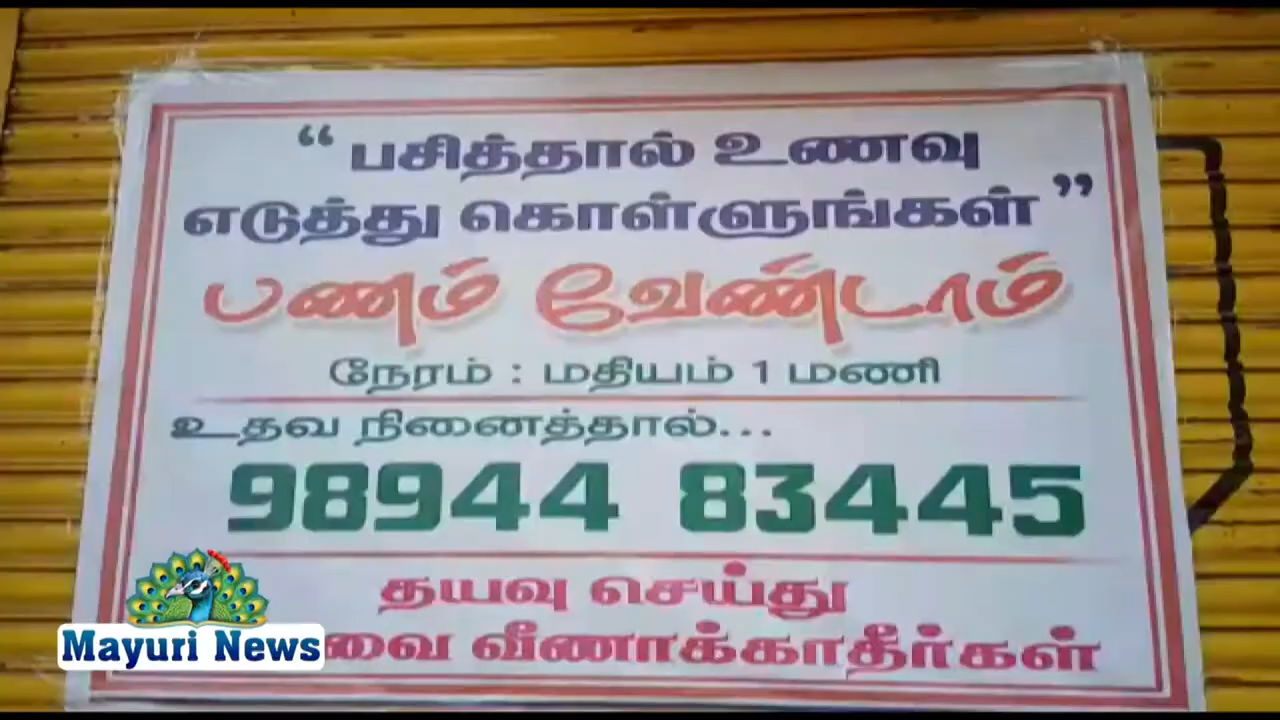 “ பசித்தால் உணவு
எடுத்து கொள்ளுங்கள் ”
பணம் வேண்டாம்
நேரம் : மதியம் 1 மணி
உதவ நினைத்தால்...
98944 83445
தயவு செய்து
வீணாக்காதீர்கள்
Mayuri News